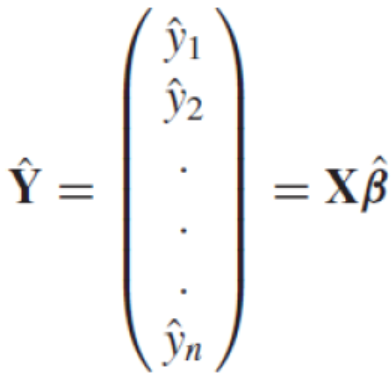 ŷ₁
ŷ₂
.
.
Ŷ = ( ) = Xβ̂
.
ŷₙ